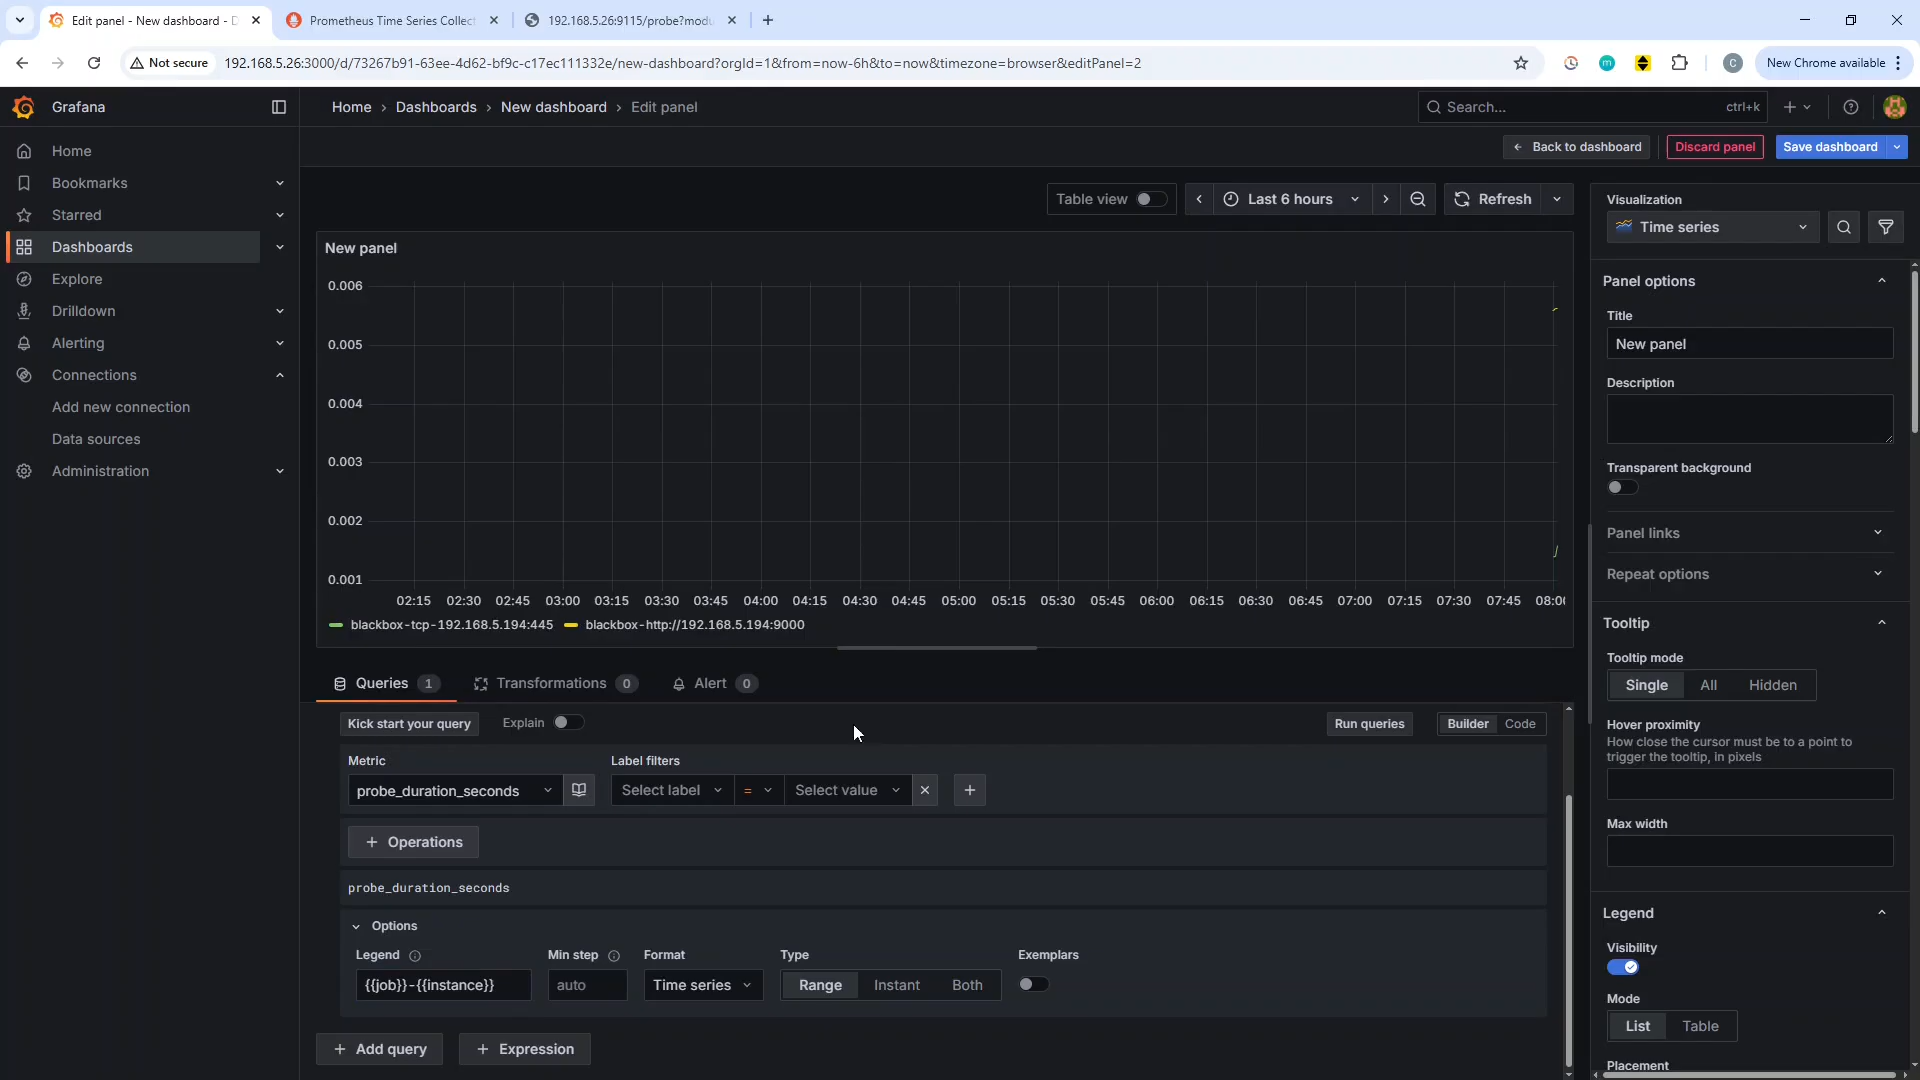 Edit panel - New dashboard - D
Prometheus Time Series Collect
192.168.5.26:9115/probe?modu
Not secure
192.168.5.26:3000/d/73267b91-63ee-4d62-bf9c-c17ec111332e/new-dashboard?orgId=1&from=now-6h&to=now&timezone=browser&editPanel=2
C
New Chrome available
Grafana
Home › Dashboards › New dashboard › Edit panel
Search...
ctrl+k
Home
Bookmarks
Starred
Dashboards
Explore
Drilldown
Alerting
Connections
Add new connection
Data sources
Administration
Back to dashboard
Discard panel
Save dashboard
Table view
Last 6 hours
Refresh
New panel
0.006
0.005
0.004
0.003
0.002
0.001
02:15 02:30 02:45 03:00 03:15 03:30 03:45 04:00 04:15 04:30 04:45 05:00 05:15 05:30 05:45 06:00 06:15 06:30 06:45 07:00 07:15 07:30 07:45 08:00
blackbox-tcp-192.168.5.194:445 blackbox-http://192.168.5.194:9000
Queries 1
Transformations 0
Alert 0
Kick start your query
Explain
Run queries
Builder Code
Metric
Label filters
probe_duration_seconds
Select label
=
Select value
+ Operations
probe_duration_seconds
Options
Legend
Min step
Format
Type
Exemplars
{{job}}-{{instance}}
auto
Time series
Range Instant Both
+ Add query
+ Expression
Visualization
Time series
Panel options
Title
New panel
Description
Transparent background
Panel links
Repeat options
Tooltip
Tooltip mode
Single All Hidden
Hover proximity
How close the cursor must be to a point to
trigger the tooltip, in pixels
Max width
Legend
Visibility
Mode
List Table
Placement